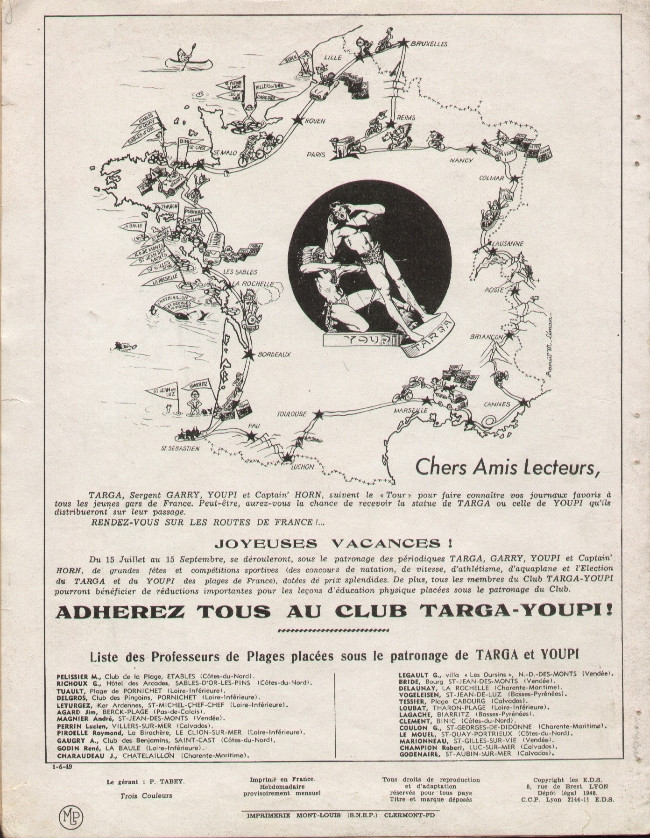 BRUXELLES
LILLE
ROUEN
REIMS
ST MALO
PARIS
NANCY
COLMAR
LAUSANNE
LES SABLES
LA ROCHELLE
AOSTE
BRIANÇON
BORDEAUX
YOUPI
TARGA
CANNES
MARSEILLE
TOULOUSE
PAU
ST SEBASTIEN
LUCHON
Chers Amis Lecteurs,
TARGA, Sergent GARRY, YOUPI et Captain' HORN, suivent le « Tour » pour faire connaître vos journaux favoris à
tous les jeunes gars de France. Peut-être, aurez-vous la chance de recevoir la statue de TARGA ou celle de YOUPI qu'ils
distribueront sur leur passage.
RENDEZ-VOUS SUR LES ROUTES DE FRANCE !...
JOYEUSES VACANCES !
Du 15 Juillet au 15 Septembre, se dérouleront, sous le patronage des périodiques TARGA, GARRY, YOUPI et Captain'
HORN, de grandes fêtes et compétitions sportives (des concours de natation, de vitesse, d'athlétisme, d'aquaplane et l'Election
du TARGA et du YOUPI des plages de France), dotées de prix splendides. De plus, tous les membres du Club TARGA-YOUPI
pourront bénéficier de réductions importantes pour les leçons d'éducation physique placées sous le patronage du Club.
ADHEREZ TOUS AU CLUB TARGA-YOUPI !
Liste des Professeurs de Plages placées sous le patronage de TARGA et YOUPI
PELISSIER M., Club de la Plage, ETABLES (Côtes-du-Nord).
RICHOUX G., Hôtel des Arcades, SABLES-D'OR-LES-PINS (Côtes-du-Nord).
TUAULT, Plage de PORNICHET (Loire-Inférieure).
DELGROS, Club des Pingoins, PORNICHET (Loire-Inférieure).
LETURGEZ, Ker Ardennes, ST-MICHEL-CHEF-CHEF (Loire-Inférieure).
AGARD Jim, BERCK-PLAGE (Pas-de-Calais).
MAGNIER André, ST-JEAN-DES-MONTS (Vendée).
PERRIN Lucien, VILLERS-SUR-MER (Calvados).
PIROELLE Raymond, La Birochère, LE CLION-SUR-MER (Loire-Inférieure).
GAUGRY A., Club des Benjamins, SAINT-CAST (Côtes-du-Nord).
GODIN René, LA BAULE (Loire-Inférieure).
CHARAUDEAU J., CHATELAILLON (Charente-Maritime).
LEGAULT G., villa « Les Oursins », N.-D.-DES-MONTS (Vendée).
BRIDE, Bourg ST-JEAN-DES-MONTS (Vendée).
DELAUNAY, LA ROCHELLE (Charente-Maritime).
VOGELEISEM, ST-JEAN-DE-LUZ (Basses-Pyrénées).
TESSIER, Plage CABOURG (Calvados).
LOUBAT, THARON-PLAGE (Loire-Inférieure).
LAGACHE, BIARRITZ (Basses-Pyrénées).
CLEMENT, BINIC (Côtes-du-Nord).
COULON G., ST-GEORGES-DE-DIDONNE (Charente-Maritime).
LE MOUEL, ST-QUAY-PORTRIEUX (Côtes-du-Nord).
MARIONNEAU, ST-GILLES-SUR-VIE (Vendée).
CHAMPION Robert, LUC-SUR-MER (Calvados).
GODENAIRE, ST-AUBIN-SUR-MER (Calvados).
1-6-49
Le gérant : P. TABEY.
Trois Couleurs
Imprimé en France.
Hebdomadaire
provisoirement mensuel
Tous droits de reproduction
et d'adaptation
réservés pour tous pays
Titre et marque déposés
Copyright les E.D.S.
8, rue de Brest LYON
Dépôt légal 1948.
C.C.P. Lyon 2144-11 E.D.S.
MLP
IMPRIMERIE MONT-LOUIS (S.N.E.P.) CLERMONT-FD